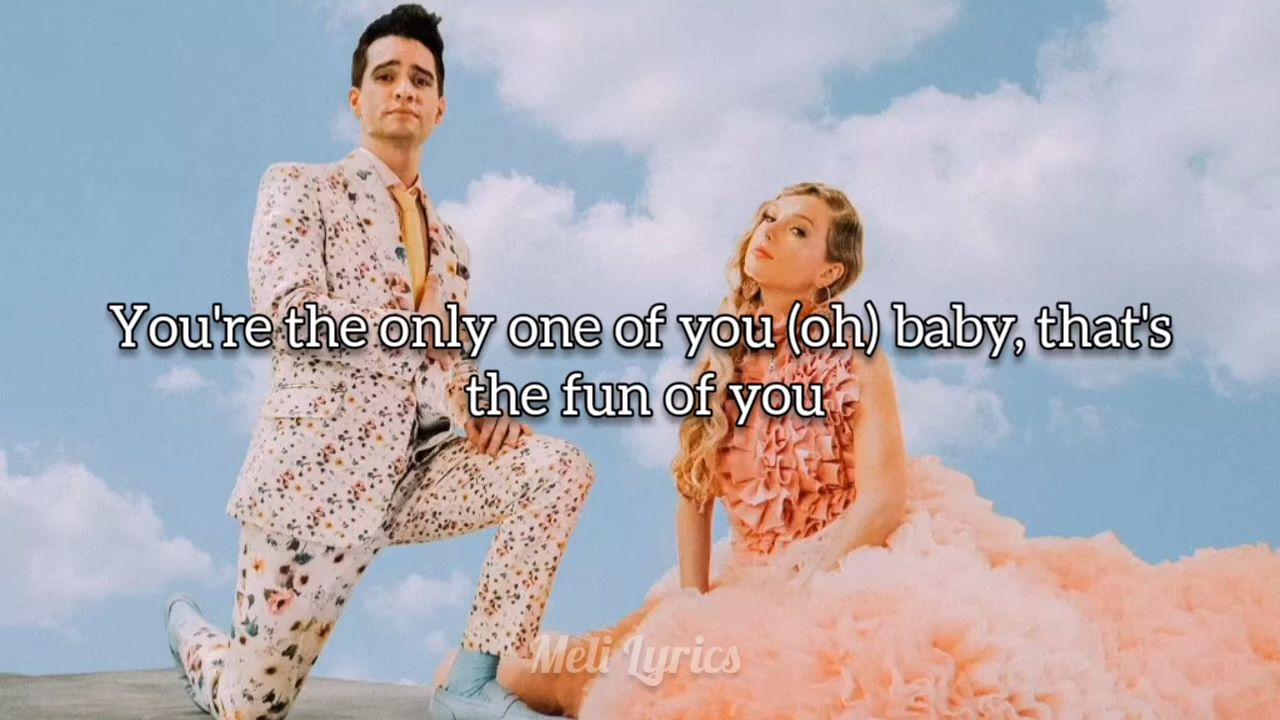 You're the only one of you (oh) baby, that's
the fun of you
Meli Lyrics